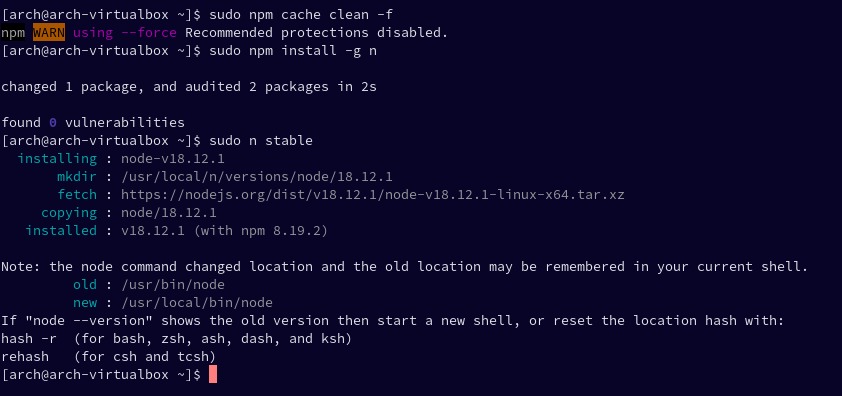 [arch@arch-virtualbox ~]$ sudo npm cache clean -f
npm WARN using --force Recommended protections disabled.
[arch@arch-virtualbox ~]$ sudo npm install -g n

changed 1 package, and audited 2 packages in 2s

found 0 vulnerabilities
[arch@arch-virtualbox ~]$ sudo n stable
  installing : node-v18.12.1
       mkdir : /usr/local/n/versions/node/18.12.1
       fetch : https://nodejs.org/dist/v18.12.1/node-v18.12.1-linux-x64.tar.xz
     copying : node/18.12.1
   installed : v18.12.1 (with npm 8.19.2)

Note: the node command changed location and the old location may be remembered in your current shell.
         old : /usr/bin/node
         new : /usr/local/bin/node
If "node --version" shows the old version then start a new shell, or reset the location hash with:
hash -r  (for bash, zsh, ash, dash, and ksh)
rehash   (for csh and tcsh)
[arch@arch-virtualbox ~]$